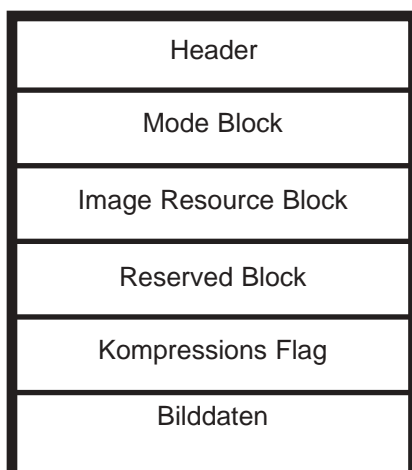 Header
Mode Block
Image Resource Block
Reserved Block
Kompressions Flag
Bilddaten